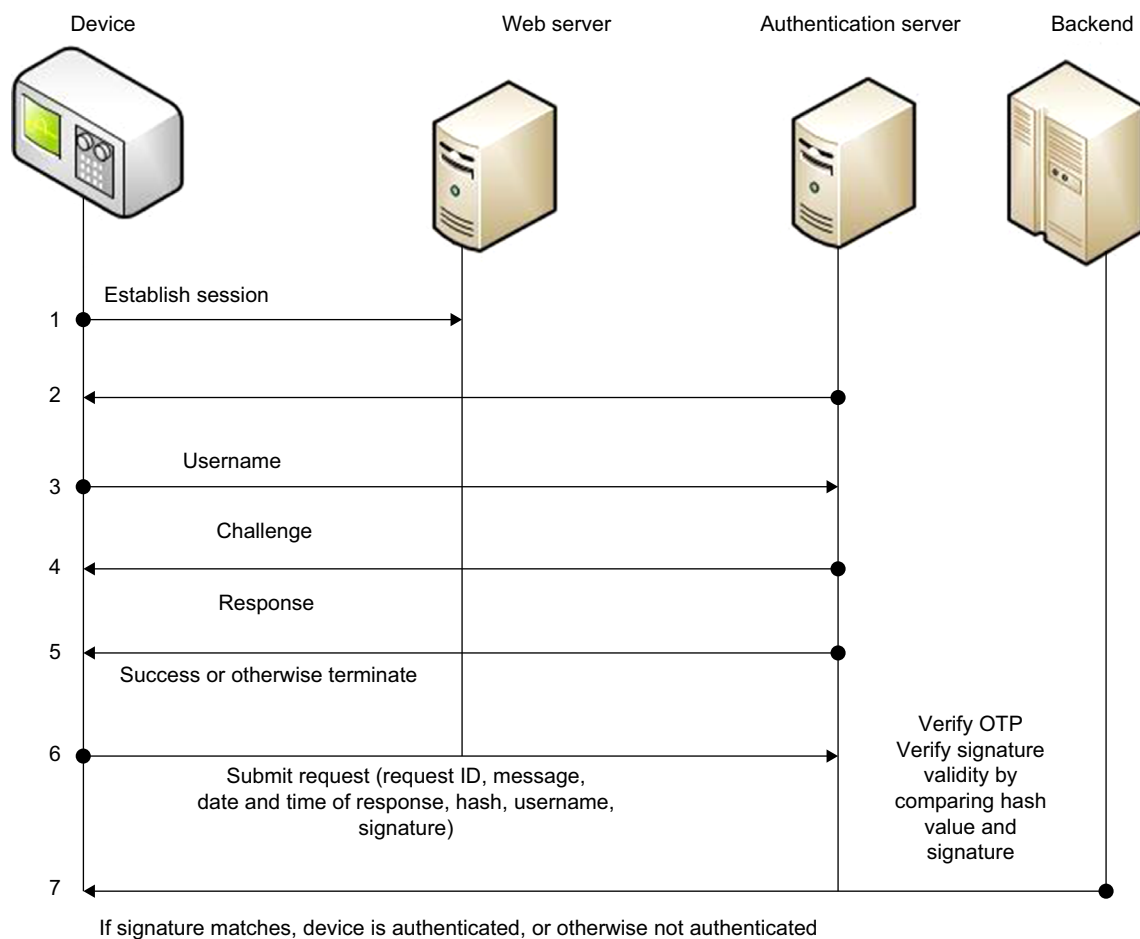 Device
Web server
Authentication server
Backend
Establish session
1
2
Username
3
Challenge
4
Response
5
Success or otherwise terminate
6
Submit request (request ID, message,
date and time of response, hash, username,
signature)
Verify OTP
Verify signature
validity by
comparing hash
value and
signature
7
If signature matches, device is authenticated, or otherwise not authenticated